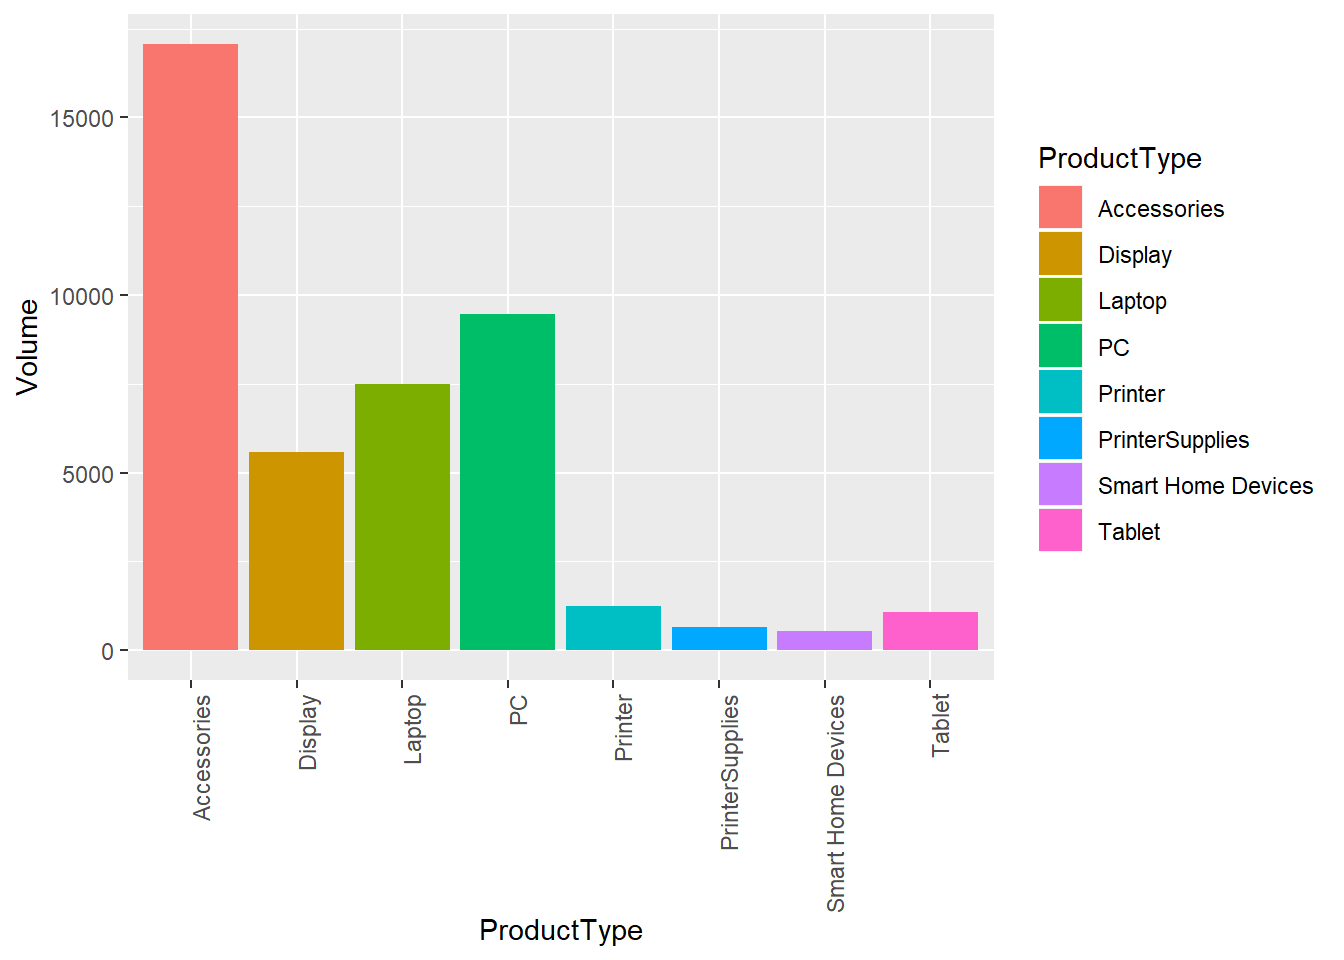 Volume
15000
10000
5000
0
Accessories
Display
Laptop
PC
Printer
PrinterSupplies
Smart Home Devices
Tablet
ProductType
ProductType
Accessories
Display
Laptop
PC
Printer
PrinterSupplies
Smart Home Devices
Tablet